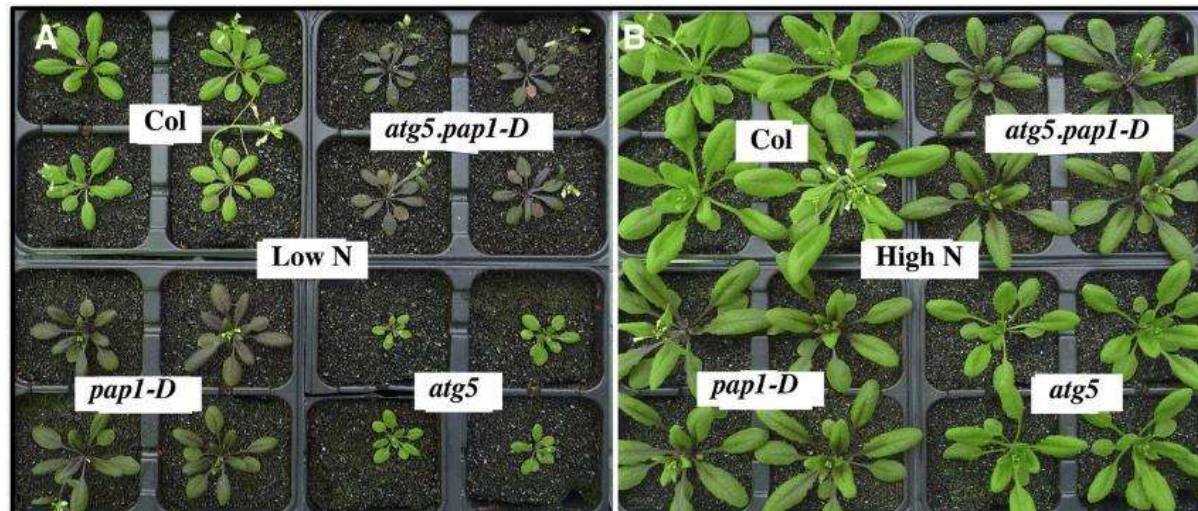 A
B
Col
atg5.pap1-D
Low N
pap1-D
atg5
Col
atg5.pap1-D
High N
pap1-D
atg5